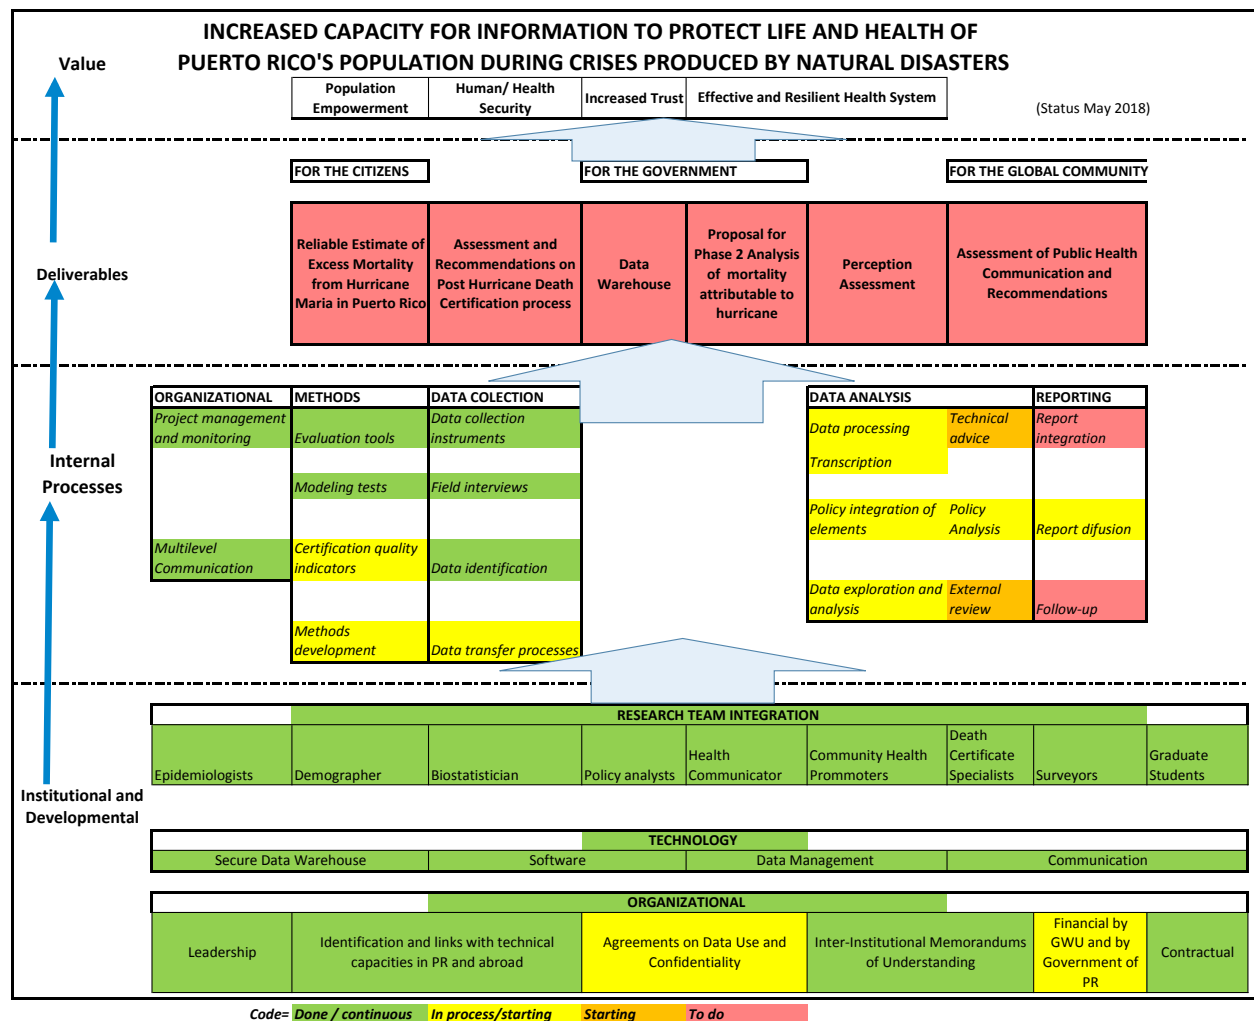 INCREASED CAPACITY FOR INFORMATION TO PROTECT LIFE AND HEALTH OF
PUERTO RICO'S POPULATION DURING CRISES PRODUCED BY NATURAL DISASTERS
Value
Population
Empowerment
Human/ Health
Security
Increased Trust
Effective and Resilient Health System
(Status May 2018)
FOR THE CITIZENS
FOR THE GOVERNMENT
FOR THE GLOBAL COMMUNITY
Deliverables
Reliable Estimate of
Excess Mortality
from Hurricane
Maria in Puerto Rico
Assessment and
Recommendations on
Post Hurricane Death
Certification process
Data
Warehouse
Proposal for
Phase 2 Analysis
of mortality
attributable to
hurricane
Perception
Assessment
Assessment of Public Health
Communication and
Recommendations
Internal
Processes
ORGANIZATIONAL
Project management
and monitoring
Multilevel
Communication
METHODS
Evaluation tools
Modeling tests
Certification quality
indicators
Methods
development
DATA COLECTION
Data collection
instruments
Field interviews
Data identification
Data transfer processes
DATA ANALYSIS
Data processing
Transcription
Policy integration of
elements
Data exploration and
analysis
Technical
advice
Policy
Analysis
External
review
REPORTING
Report
integration
Report difusion
Follow-up
Institutional and
Developmental
RESEARCH TEAM INTEGRATION
Epidemiologists
Demographer
Biostatistician
Policy analysts
Health
Communicator
Community Health
Promoters
Death
Certificate
Specialists
Surveyors
Graduate
Students
TECHNOLOGY
Secure Data Warehouse
Software
Data Management
Communication
ORGANIZATIONAL
Leadership
Identification and links with technical
capacities in PR and abroad
Agreements on Data Use and
Confidentiality
Inter-Institutional Memorandums
of Understanding
Financial by
GWU and by
Government of
PR
Contractual
Code= Done / continuous In process/starting Starting To do